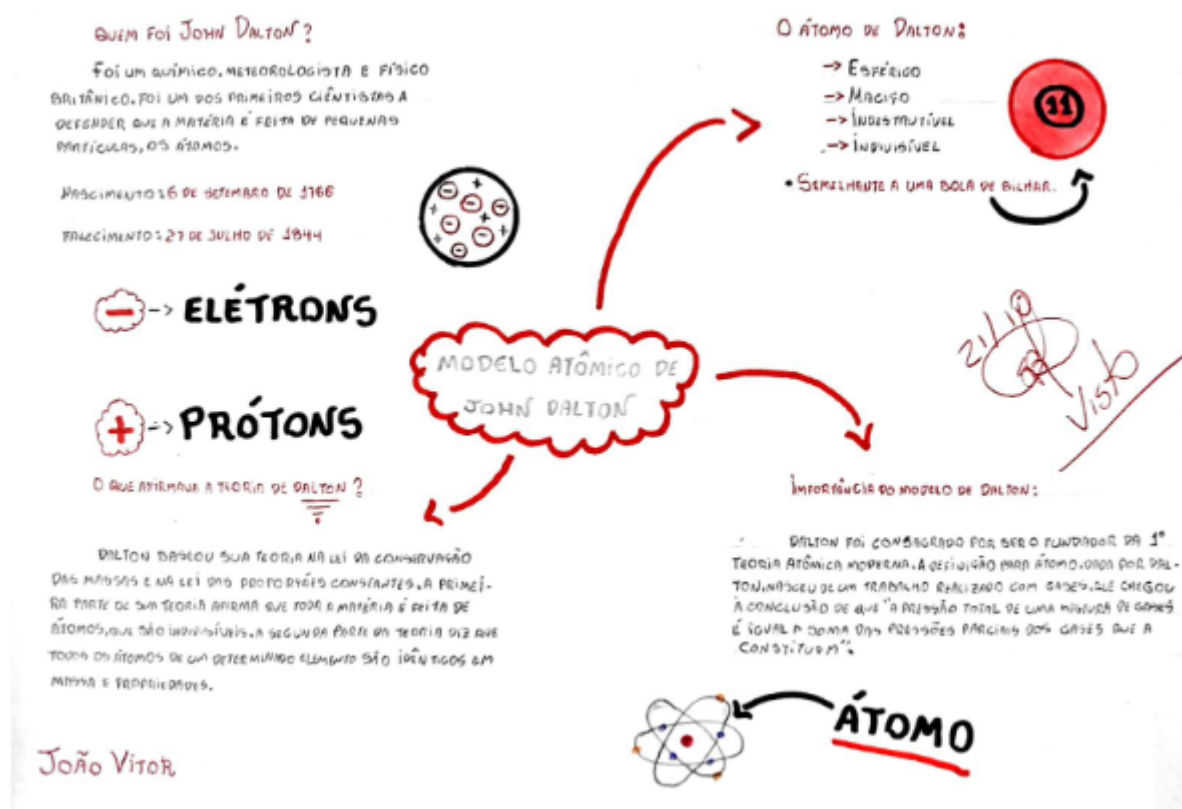 QUEM FOI JOHN DALTON?
FOI UM QUÍMICO, METEOROLOGISTA E FÍSICO
BRITÂNICO. FOI UM DOS PRIMEIROS CIÊNTISTAS A
DEFENDER QUE A MATÉRIA É FEITA DE PEQUENAS
PARTÍCULAS, OS ÁTOMOS.
NASCIMENTO: 6 DE SETEMBRO DE 1766
FALECIMENTO: 27 DE JULHO DE 1844
- -> ELÉTRONS
+ -> PRÓTONS
O ÁTOMO DE DALTON:
→ ESFÉRICO
→ MACIÇO
→ INDESTRUTÍVEL
→ INDIVISÍVEL
11
• SEMELHANTE A UMA BOLA DE BILHAR.
MODELO ATÔMICO DE
JOHN DALTON
21/10
Visto
O QUE AFIRMAVA A TEORIA DE DALTON?
DALTON BASEOU SUA TEORIA NA LEI DA CONSERVAÇÃO
DAS MASSAS E NA LEI DAS PROPORSÕES CONSTANTES. A PRIMEI-
RA PARTE DE SUA TEORIA AFIRMA QUE TODA A MATÉRIA É FEITA DE
ÁTOMOS, QUE SÃO INDIVISÍVEIS. A SEGUNDA PARTE DA TEORIA DIZ QUE
TODOS OS ÁTOMOS DE UM DETERMINADO ELEMENTO SÃO IDÊNTICOS EM
MASSA E PROPRIEDADES.
IMPORTÂNCIA DO MODELO DE DALTON:
DALTON FOI CONSAGRADO POR SER O FUNDADOR DA 1ª
TEORIA ATÔMICA MODERNA. A DEFINIÇÃO PARA ÁTOMO, DADA POR DAL-
TON, NASCEU DE UM TRABALHO REALIZADO COM GASES. ELE CHEGOU
À CONCLUSÃO DE QUE "A PRESSÃO TOTAL DE UMA MISTURA DE GASES
É IGUAL A SOMA DAS PRESSÕES PARCIAIS DOS GASES QUE A
CONSTITUEM".
ÁTOMO
JOÃO VITOR